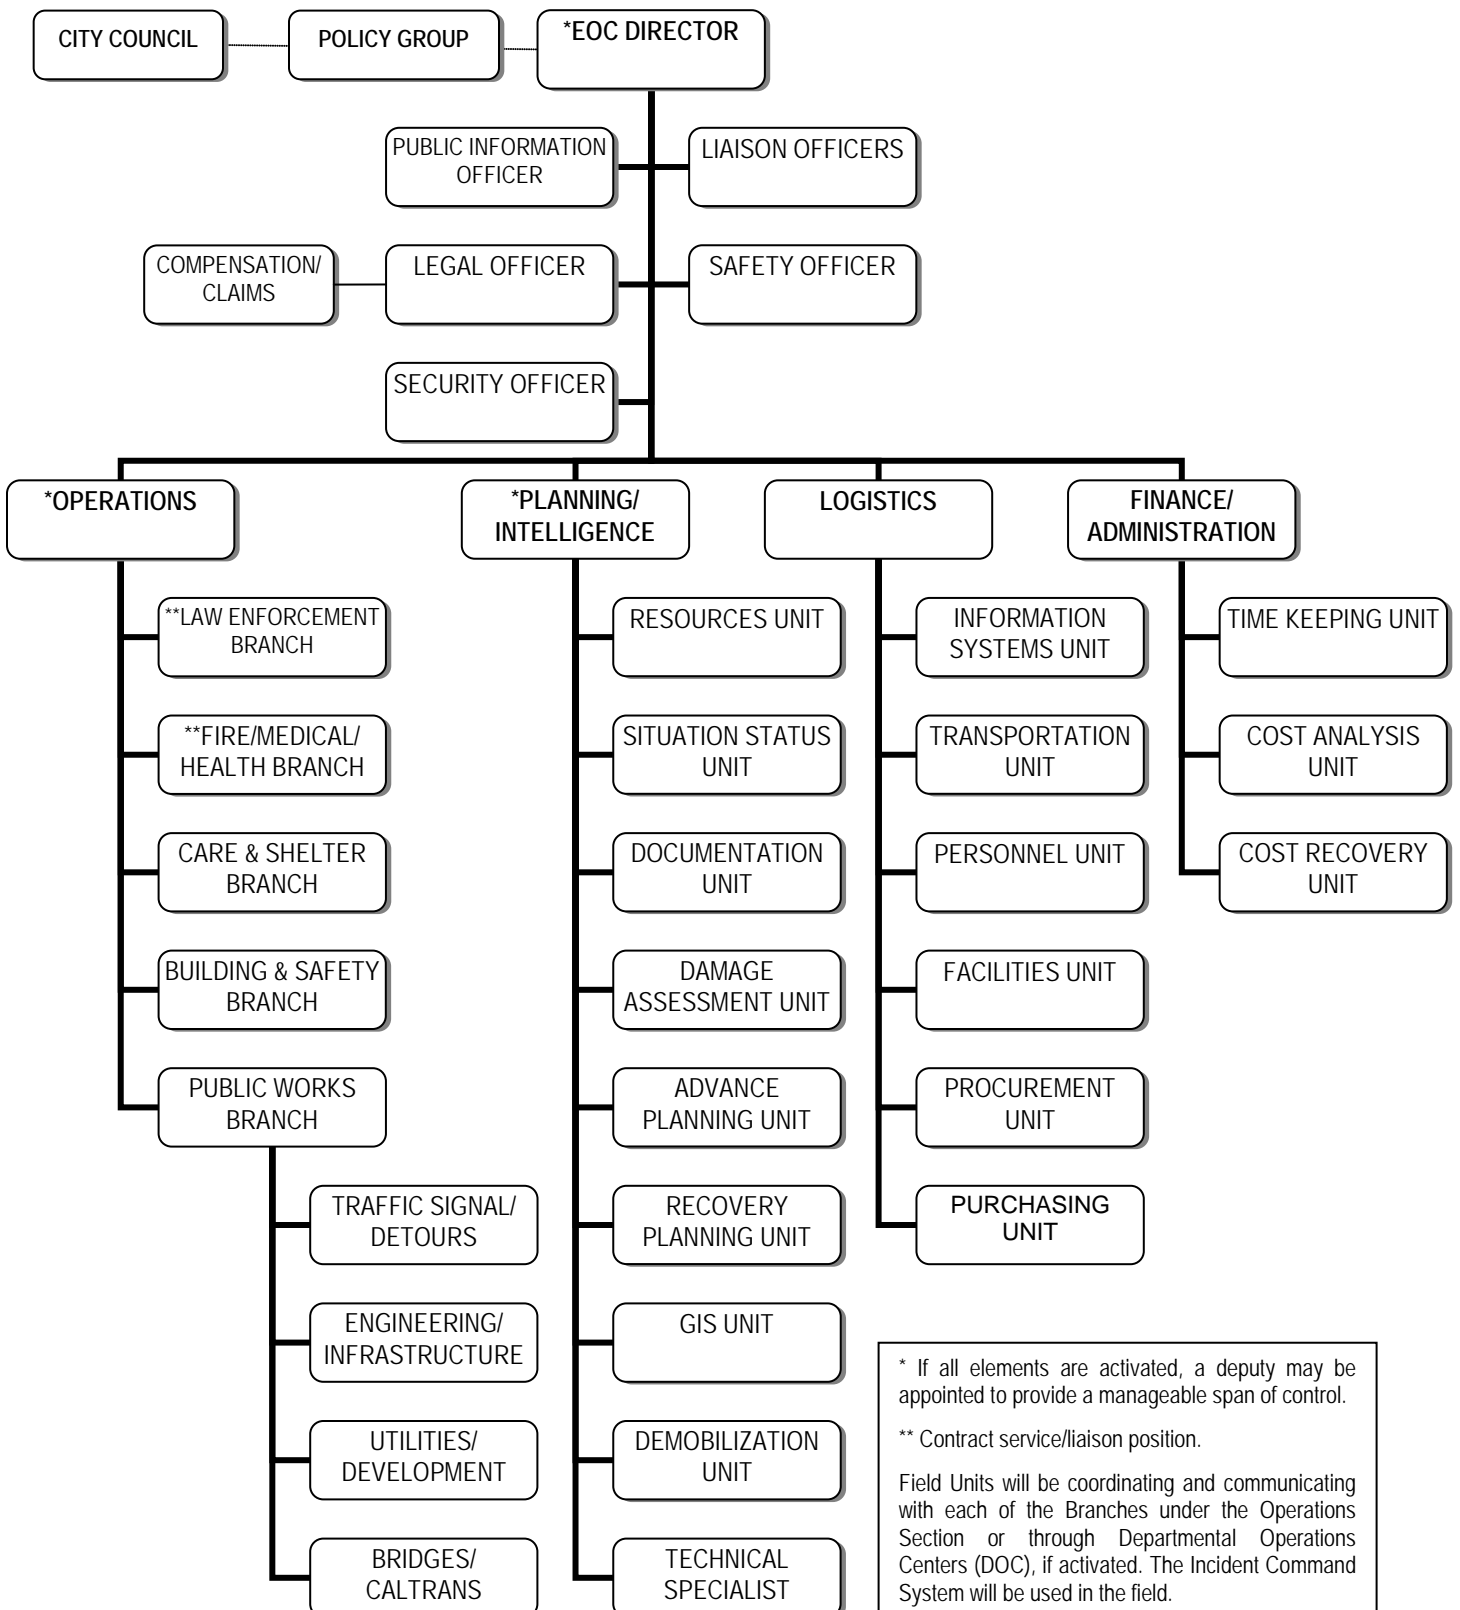 CITY COUNCIL
POLICY GROUP
*EOC DIRECTOR
PUBLIC INFORMATION
OFFICER
LIAISON OFFICERS
COMPENSATION/
CLAIMS
LEGAL OFFICER
SAFETY OFFICER
SECURITY OFFICER
*OPERATIONS
*PLANNING/
INTELLIGENCE
LOGISTICS
FINANCE/
ADMINISTRATION
**LAW ENFORCEMENT
BRANCH
**FIRE/MEDICAL/
HEALTH BRANCH
CARE & SHELTER
BRANCH
BUILDING & SAFETY
BRANCH
PUBLIC WORKS
BRANCH
TRAFFIC SIGNAL/
DETOURS
ENGINEERING/
INFRASTRUCTURE
UTILITIES/
DEVELOPMENT
BRIDGES/
CALTRANS
RESOURCES UNIT
SITUATION STATUS
UNIT
DOCUMENTATION
UNIT
DAMAGE
ASSESSMENT UNIT
ADVANCE
PLANNING UNIT
RECOVERY
PLANNING UNIT
GIS UNIT
DEMOBILIZATION
UNIT
TECHNICAL
SPECIALIST
INFORMATION
SYSTEMS UNIT
TRANSPORTATION
UNIT
PERSONNEL UNIT
FACILITIES UNIT
PROCUREMENT
UNIT
PURCHASING
UNIT
TIME KEEPING UNIT
COST ANALYSIS
UNIT
COST RECOVERY
UNIT
* If all elements are activated, a deputy may be
appointed to provide a manageable span of control.
** Contract service/liaison position.
Field Units will be coordinating and communicating
with each of the Branches under the Operations
Section or through Departmental Operations
Centers (DOC), if activated. The Incident Command
System will be used in the field.